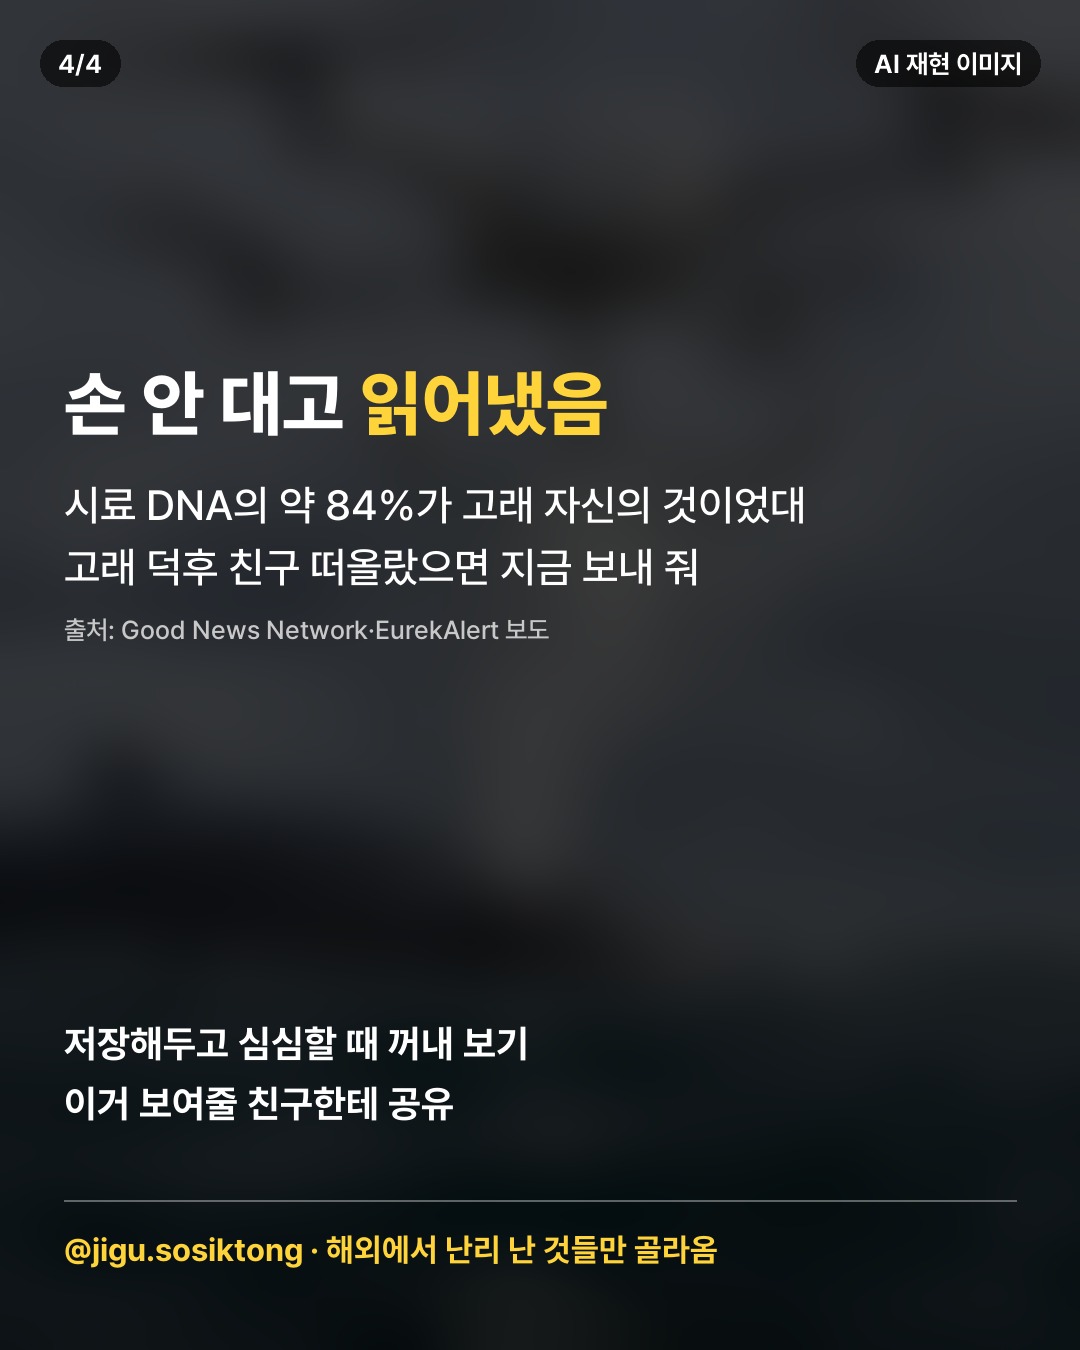 4/4
AI 재현 이미지
손 안 대고 읽어냈음
시료 DNA의 약 84%가 고래 자신의 것이었대
고래 덕후 친구 떠올랐으면 지금 보내 줘
출처: Good News Network·EurekAlert 보도
저장해두고 심심할 때 꺼내 보기
이거 보여줄 친구한테 공유
@jigu.sosiktong · 해외에서 난리 난 것들만 골라옴